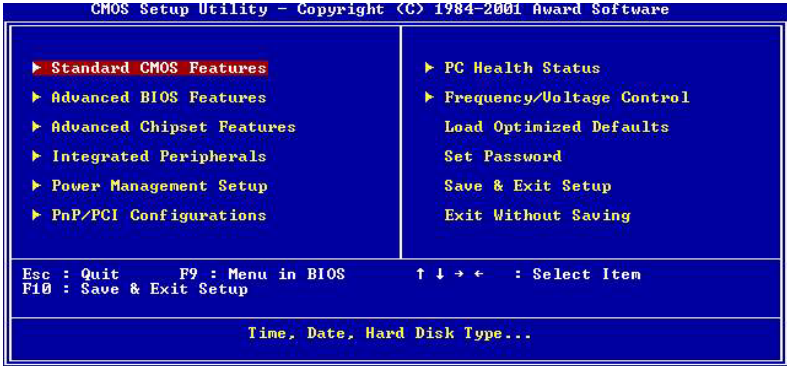 CMOS Setup Utility - Copyright (C) 1984-2001 Award Software
Standard CMOS Features
Advanced BIOS Features
Advanced Chipset Features
Integrated Peripherals
Power Management Setup
PnP/PCI Configurations
PC Health Status
Frequency/Voltage Control
Load Optimized Defaults
Set Password
Save & Exit Setup
Exit Without Saving
Esc : Quit F9 : Menu in BIOS ↑ ↓ → ← : Select Item
F10 : Save & Exit Setup
Time, Date, Hard Disk Type...